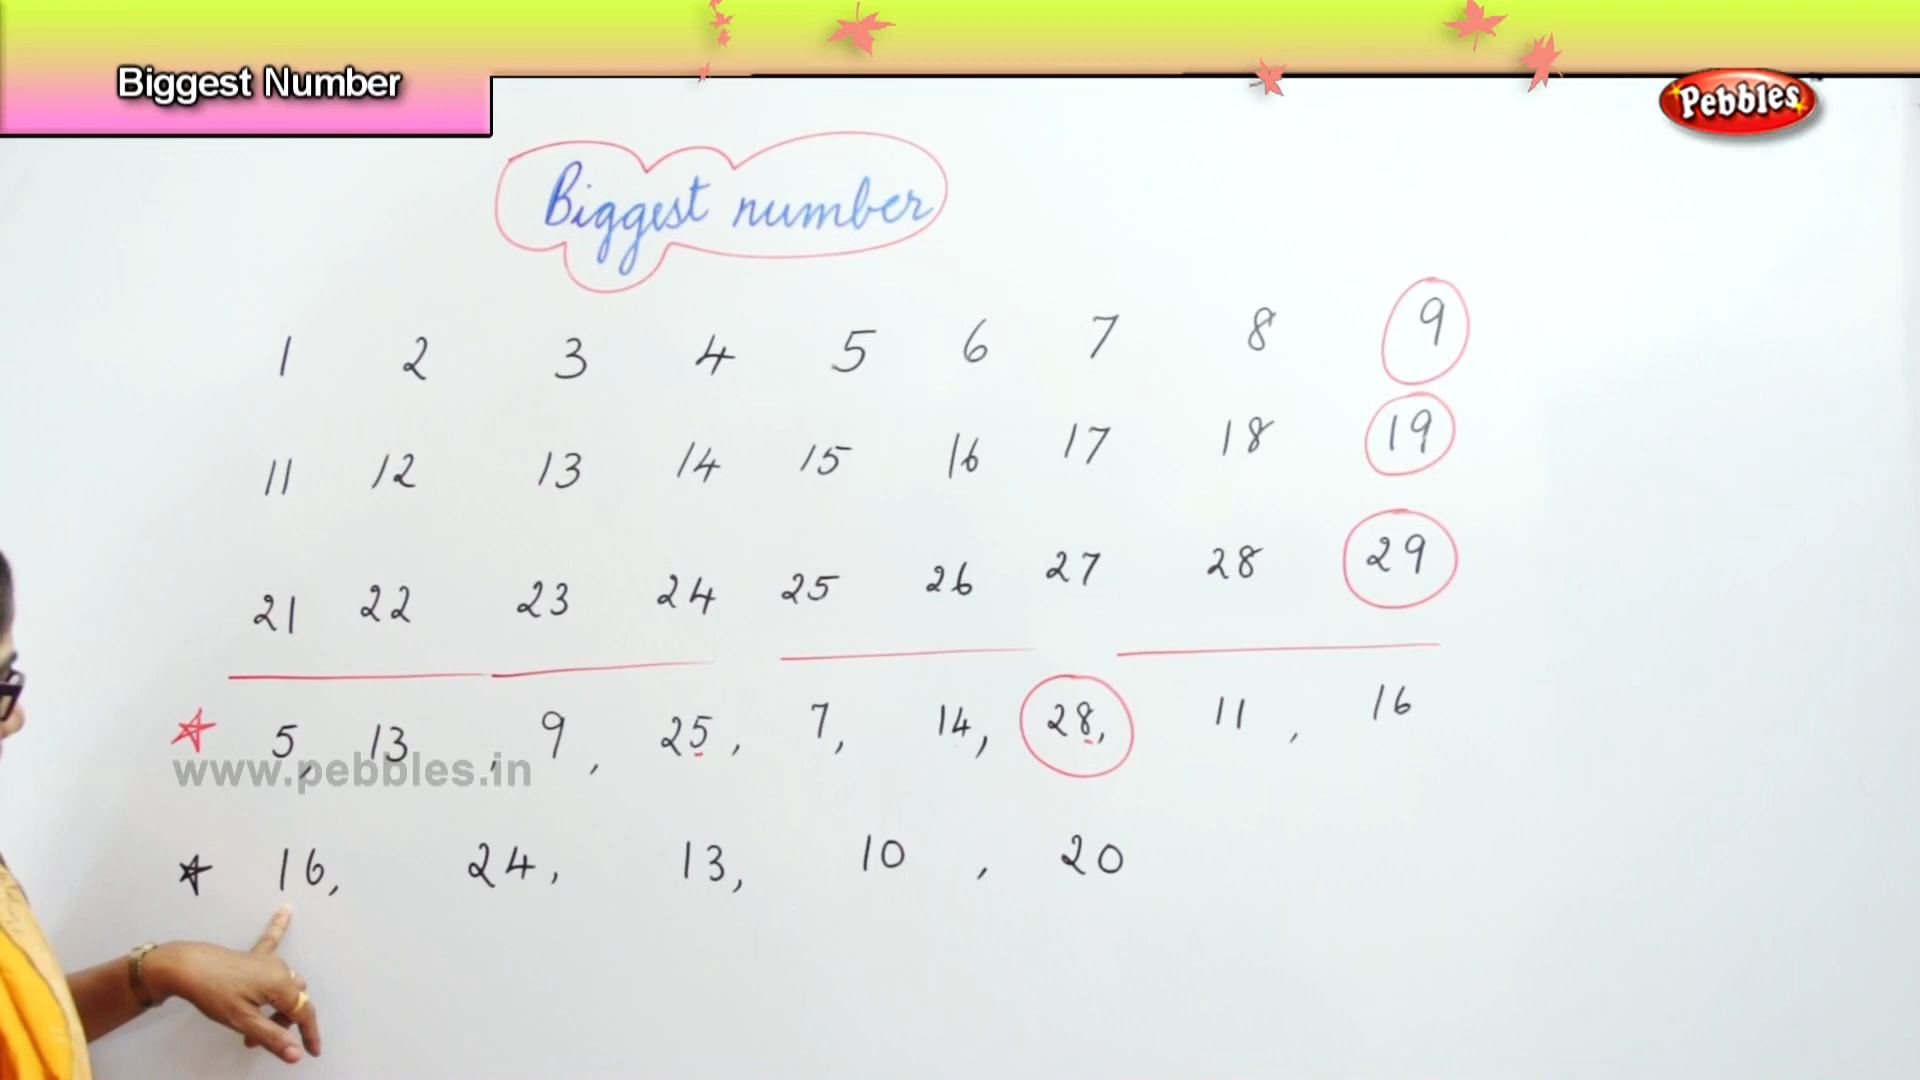 Biggest Number
Pebbles
Biggest number
1 2 3 4 5 6 7 8 9
11 12 13 14 15 16 17 18 19
21 22 23 24 25 26 27 28 29
5, 13, 9, 25, 7, 14, 28, 11, 16
www.pebbles.in
16, 24, 13, 10, 20